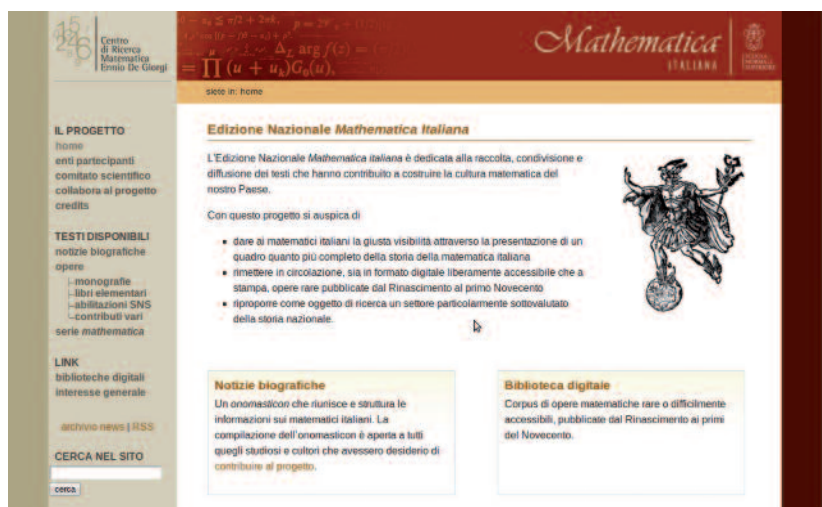 Centro
di Ricerca
Matematica
Ennio De Giorgi
Mathematica
ITALIANA
siete in: home
IL PROGETTO
home
enti partecipanti
comitato scientifico
collabora al progetto
credits
TESTI DISPONIBILI
notizie biografiche
opere
monografie
libri elementari
abilitazioni SNS
contributi vari
serie mathematica
LINK
biblioteche digitali
interesse generale
archivio news | RSS
CERCA NEL SITO
cerca
Edizione Nazionale Mathematica Italiana
L'Edizione Nazionale Mathematica italiana è dedicata alla raccolta, condivisione e
diffusione dei testi che hanno contribuito a costruire la cultura matematica del
nostro Paese.
Con questo progetto si auspica di
• dare ai matematici italiani la giusta visibilità attraverso la presentazione di un
quadro quanto più completo della storia della matematica italiana
• rimettere in circolazione, sia in formato digitale liberamente accessibile che a
stampa, opere rare pubblicate dal Rinascimento al primo Novecento
• riproporre come oggetto di ricerca un settore particolarmente sottovalutato
della storia nazionale.
Notizie biografiche
Un onomasticon che riunisce e struttura le
informazioni sui matematici italiani. La
compilazione dell'onomasticon è aperta a tutti
quegli studiosi e cultori che avessero desiderio di
contribuire al progetto.
Biblioteca digitale
Corpus di opere matematiche rare o difficilmente
accessibili, pubblicate dal Rinascimento ai primi
del Novecento.